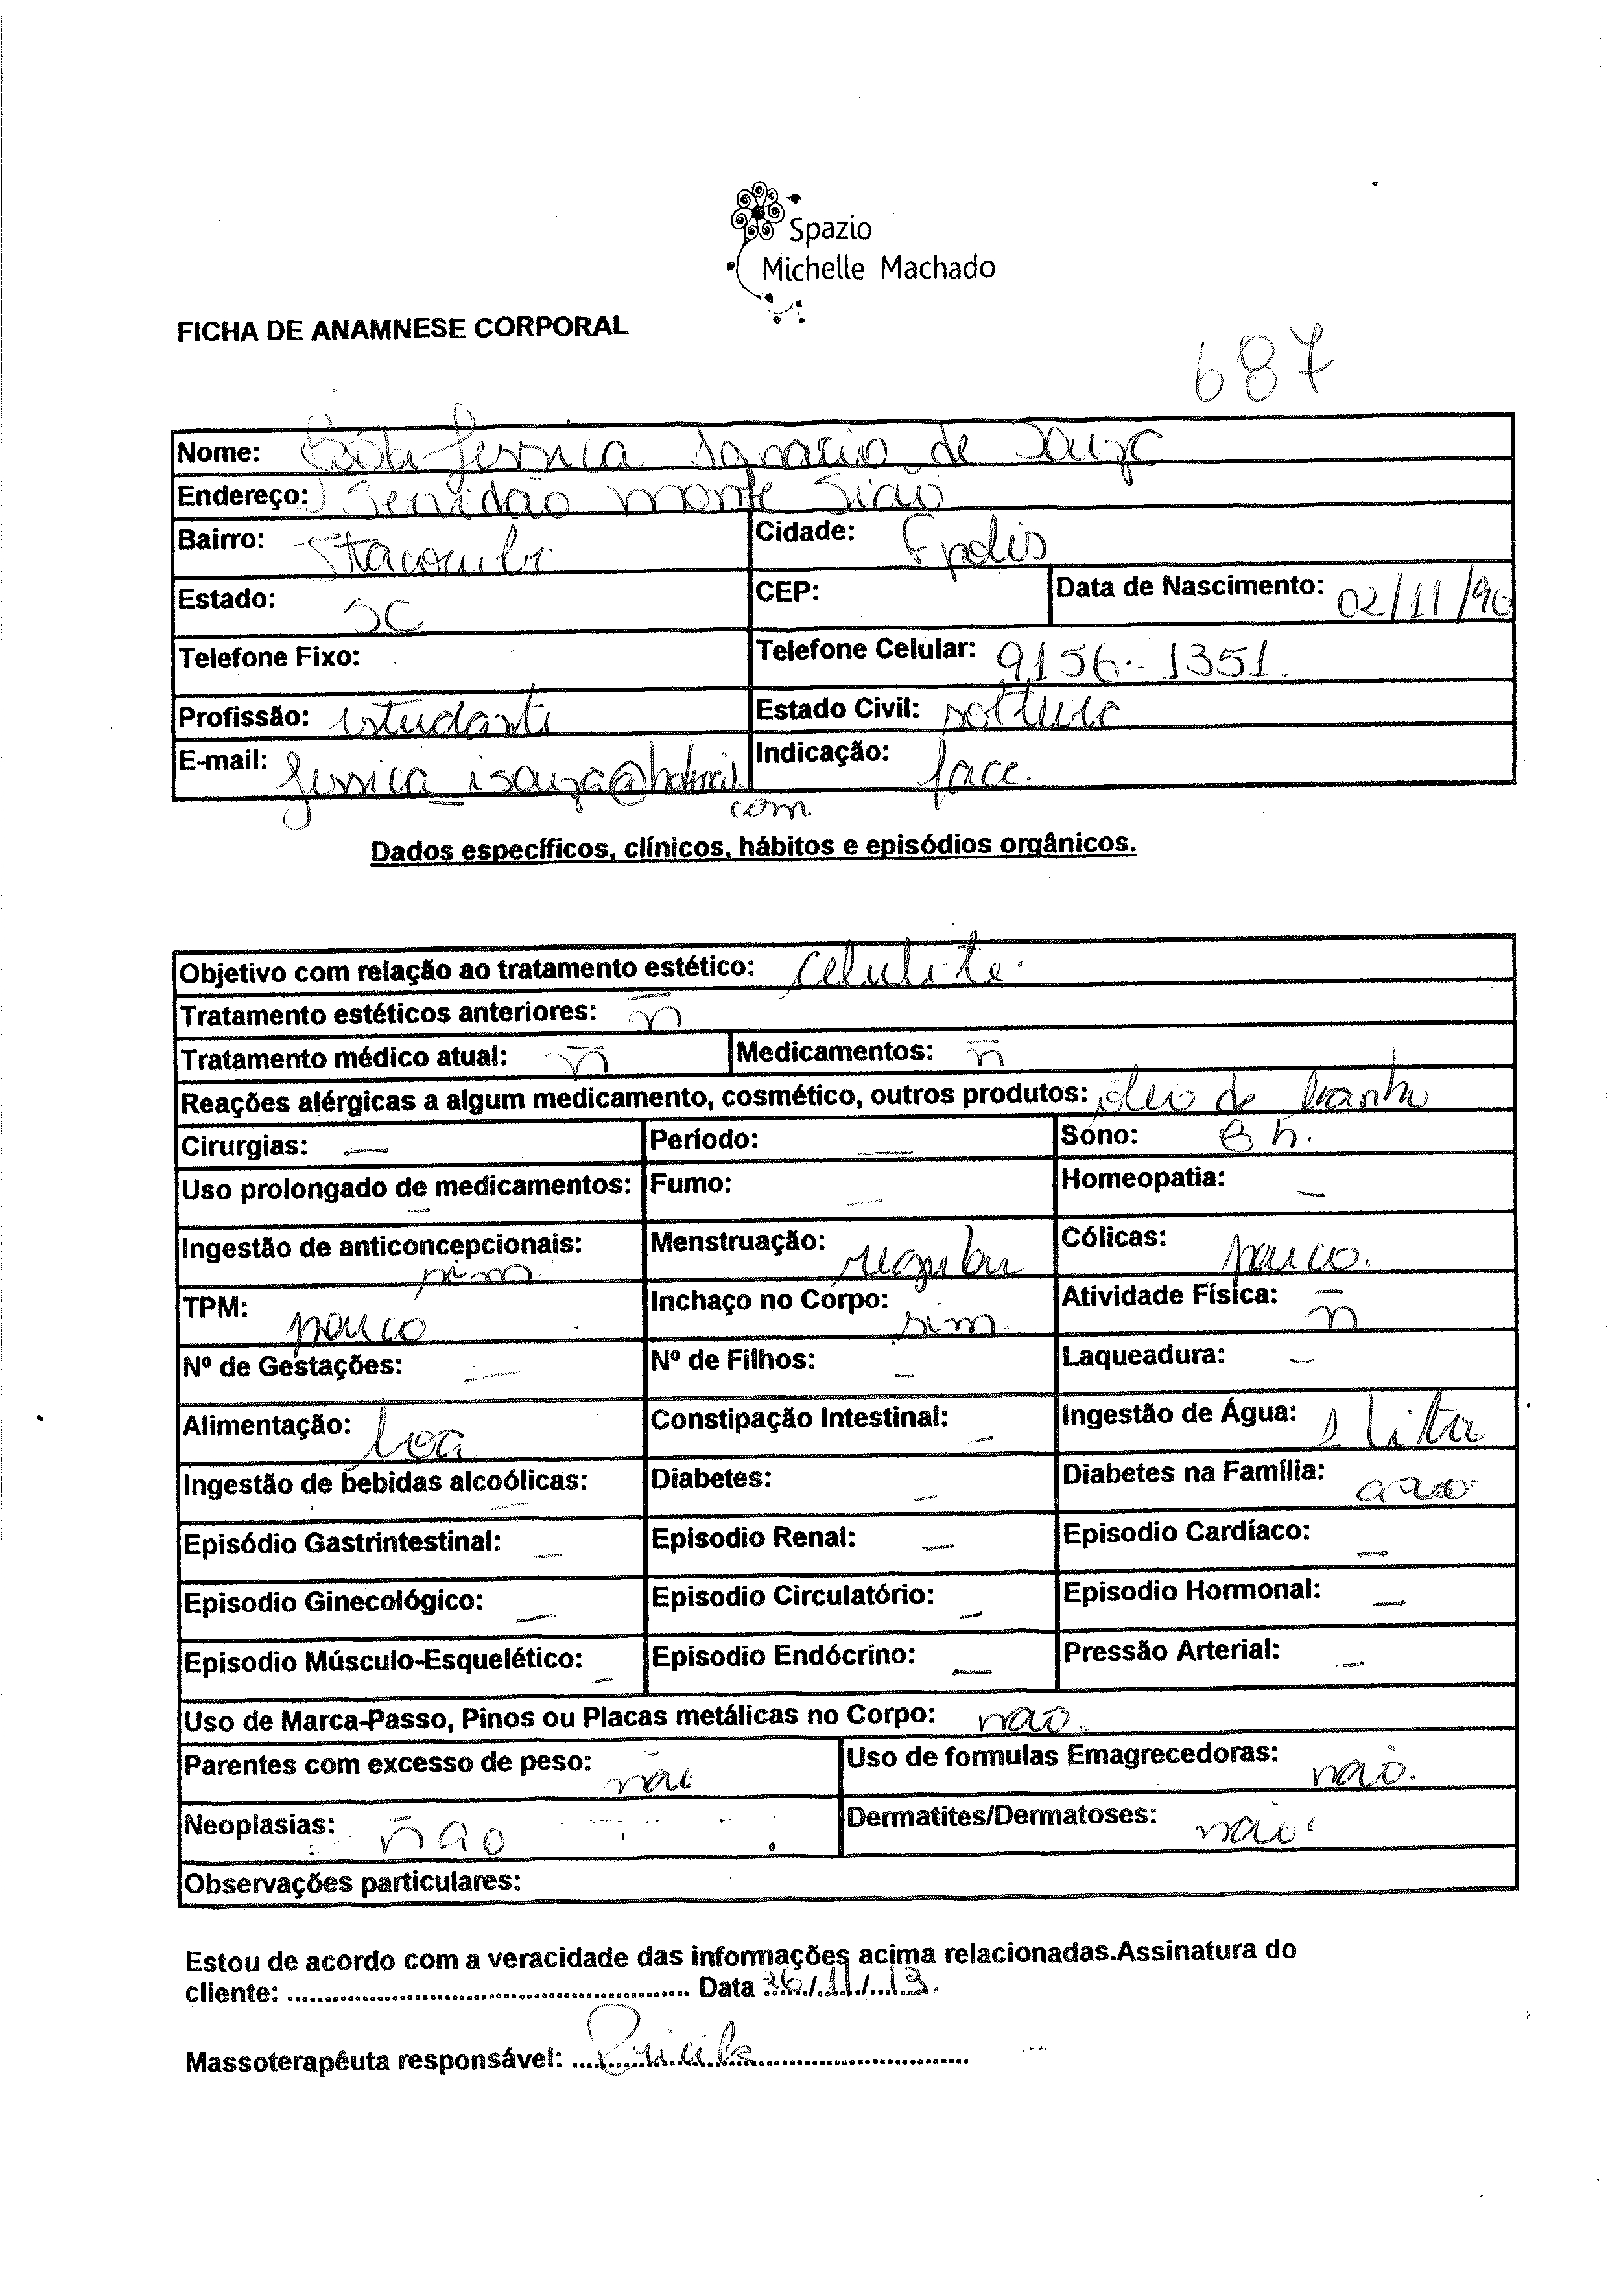 Spazio
Michelle Machado
FICHA DE ANAMNESE CORPORAL
687
Nome: Jessica Ignacio de Souza
Endereço: Servidão monte Sião
Bairro: Itacorubi Cidade: Fpolis
Estado: SC CEP: Data de Nascimento: 02/11/90
Telefone Fixo: Telefone Celular: 9156-1351.
Profissão: estudante Estado Civil: solteira
E-mail: jessica_isouza@hotmail. Indicação: face.
com.
Dados específicos, clínicos, hábitos e episódios orgânicos.
Objetivo com relação ao tratamento estético: celulite.
Tratamento estéticos anteriores: ñ
Tratamento médico atual: ñ Medicamentos: ñ
Reações alérgicas a algum medicamento, cosmético, outros produtos: óleo de banho
Cirurgias: — Período: — Sono: 8 h.
Uso prolongado de medicamentos: Fumo: — Homeopatia: —
—
Ingestão de anticoncepcionais: Menstruação: regular Cólicas: pouco.
sim
TPM: pouco Inchaço no Corpo: sim. Atividade Física: ñ
Nº de Gestações: — Nº de Filhos: — Laqueadura: —
Alimentação: boa Constipação Intestinal: — Ingestão de Água: 1 litro
Ingestão de bebidas alcoólicas: — Diabetes: — Diabetes na Família:
Episódio Gastrintestinal: — Episodio Renal: — Episodio Cardíaco: —
Episodio Ginecológico: — Episodio Circulatório: — Episodio Hormonal: —
Episodio Músculo-Esquelético: — Episodio Endócrino: — Pressão Arterial: —
Uso de Marca-Passo, Pinos ou Placas metálicas no Corpo: não.
Parentes com excesso de peso: não Uso de formulas Emagrecedoras: não.
Neoplasias: não Dermatites/Dermatoses: não
Observações particulares:
Estou de acordo com a veracidade das informações acima relacionadas.Assinatura do
cliente: .................................................... Data 26/11/13.
Massoterapêuta responsável: Pricila